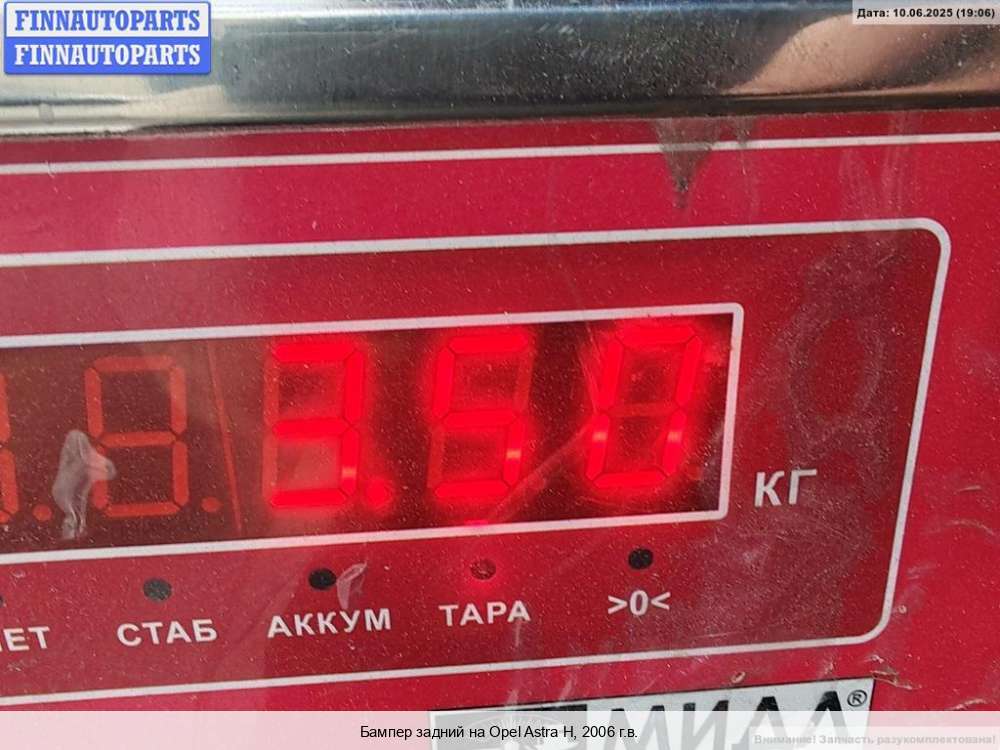 FINNAUTOPARTS
FINNAUTOPARTS
Дата: 10.06.2025 (19:06)
3.50
КГ
СТАБ
АККУМ
ТАРА
>0<
МИДЛ®
Бампер задний на Opel Astra H, 2006 г.в.
Внимание! Запчасть разукомплектована!